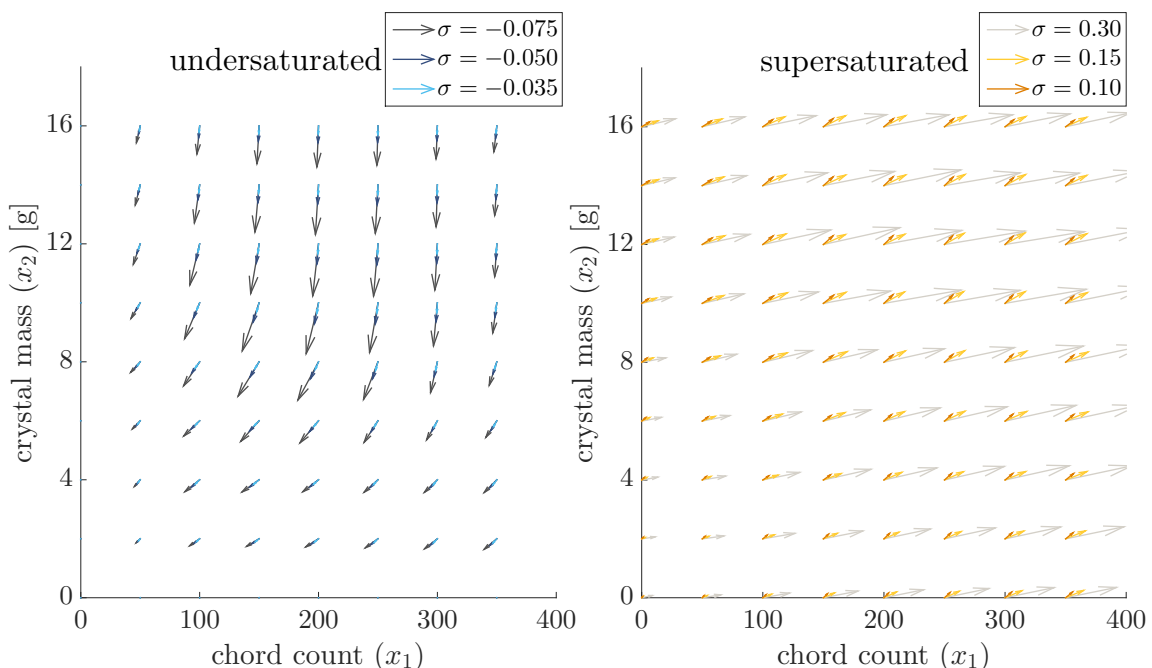 undersaturated
σ = −0.075
σ = −0.050
σ = −0.035
crystal mass (x₂) [g]
16
12
8
4
0
0 100 200 300 400
chord count (x₁)
supersaturated
σ = 0.30
σ = 0.15
σ = 0.10
crystal mass (x₂) [g]
16
12
8
4
0
0 100 200 300 400
chord count (x₁)